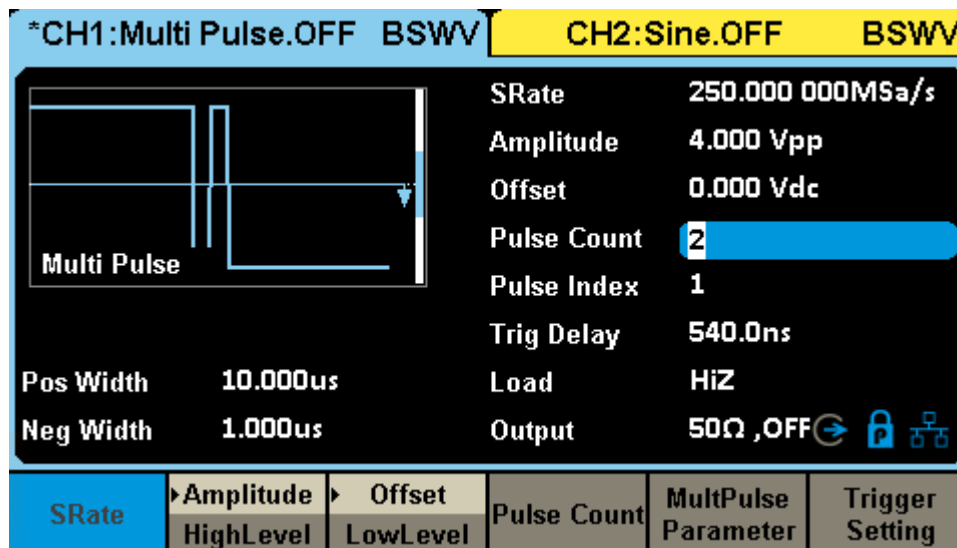 *CH1:Multi Pulse.OFF BSWV
CH2:Sine.OFF BSWV
Multi Pulse
SRate 250.000 000MSa/s
Amplitude 4.000 Vpp
Offset 0.000 Vdc
Pulse Count 2
Pulse Index 1
Trig Delay 540.0ns
Pos Width 10.000us
Load HiZ
Neg Width 1.000us
Output 50Ω ,OFF
P
SRate
Amplitude
HighLevel
Offset
LowLevel
Pulse Count
MultPulse
Parameter
Trigger
Setting